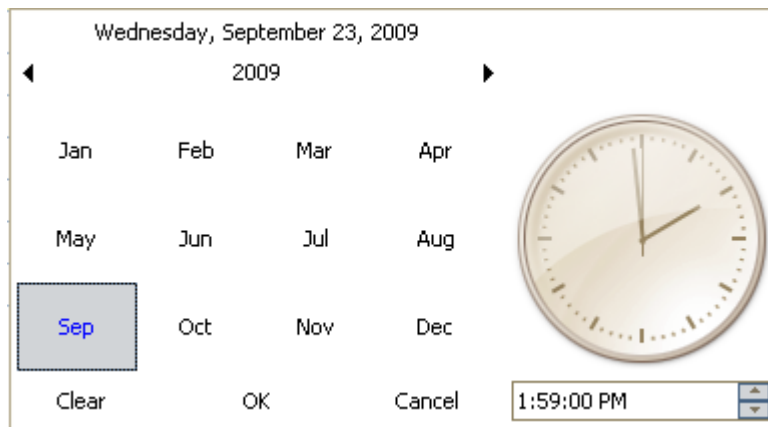 Wednesday, September 23, 2009
2009
Jan Feb Mar Apr
May Jun Jul Aug
Sep Oct Nov Dec
Clear OK Cancel
1:59:00 PM